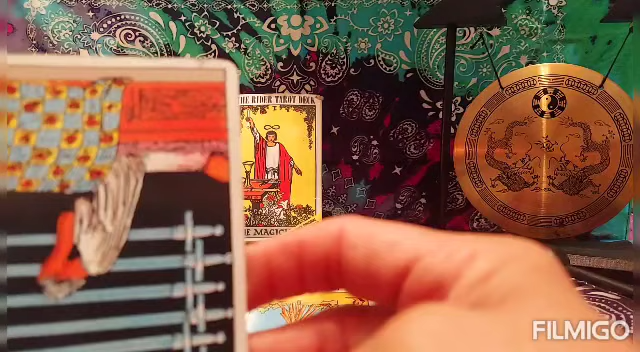 THE RIDER TAROT DECK
THE MAGICIAN
FILMIGO